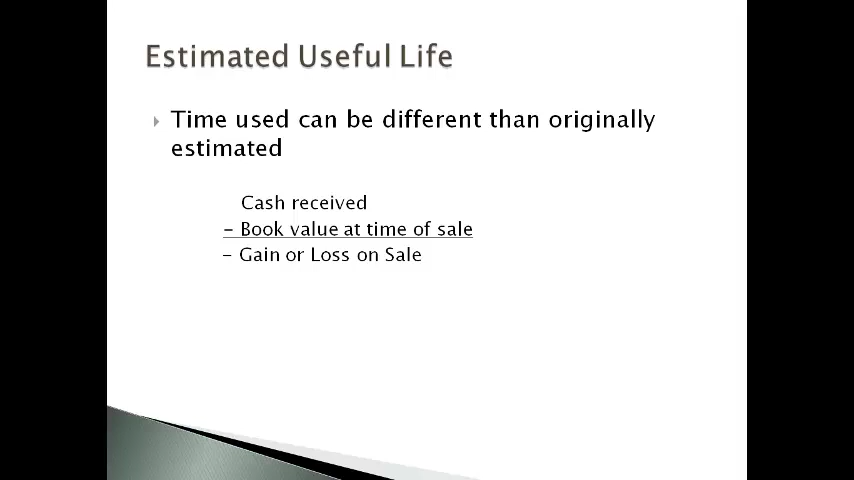 Estimated Useful Life
Time used can be different than originally
estimated
Cash received
– Book value at time of sale
– Gain or Loss on Sale